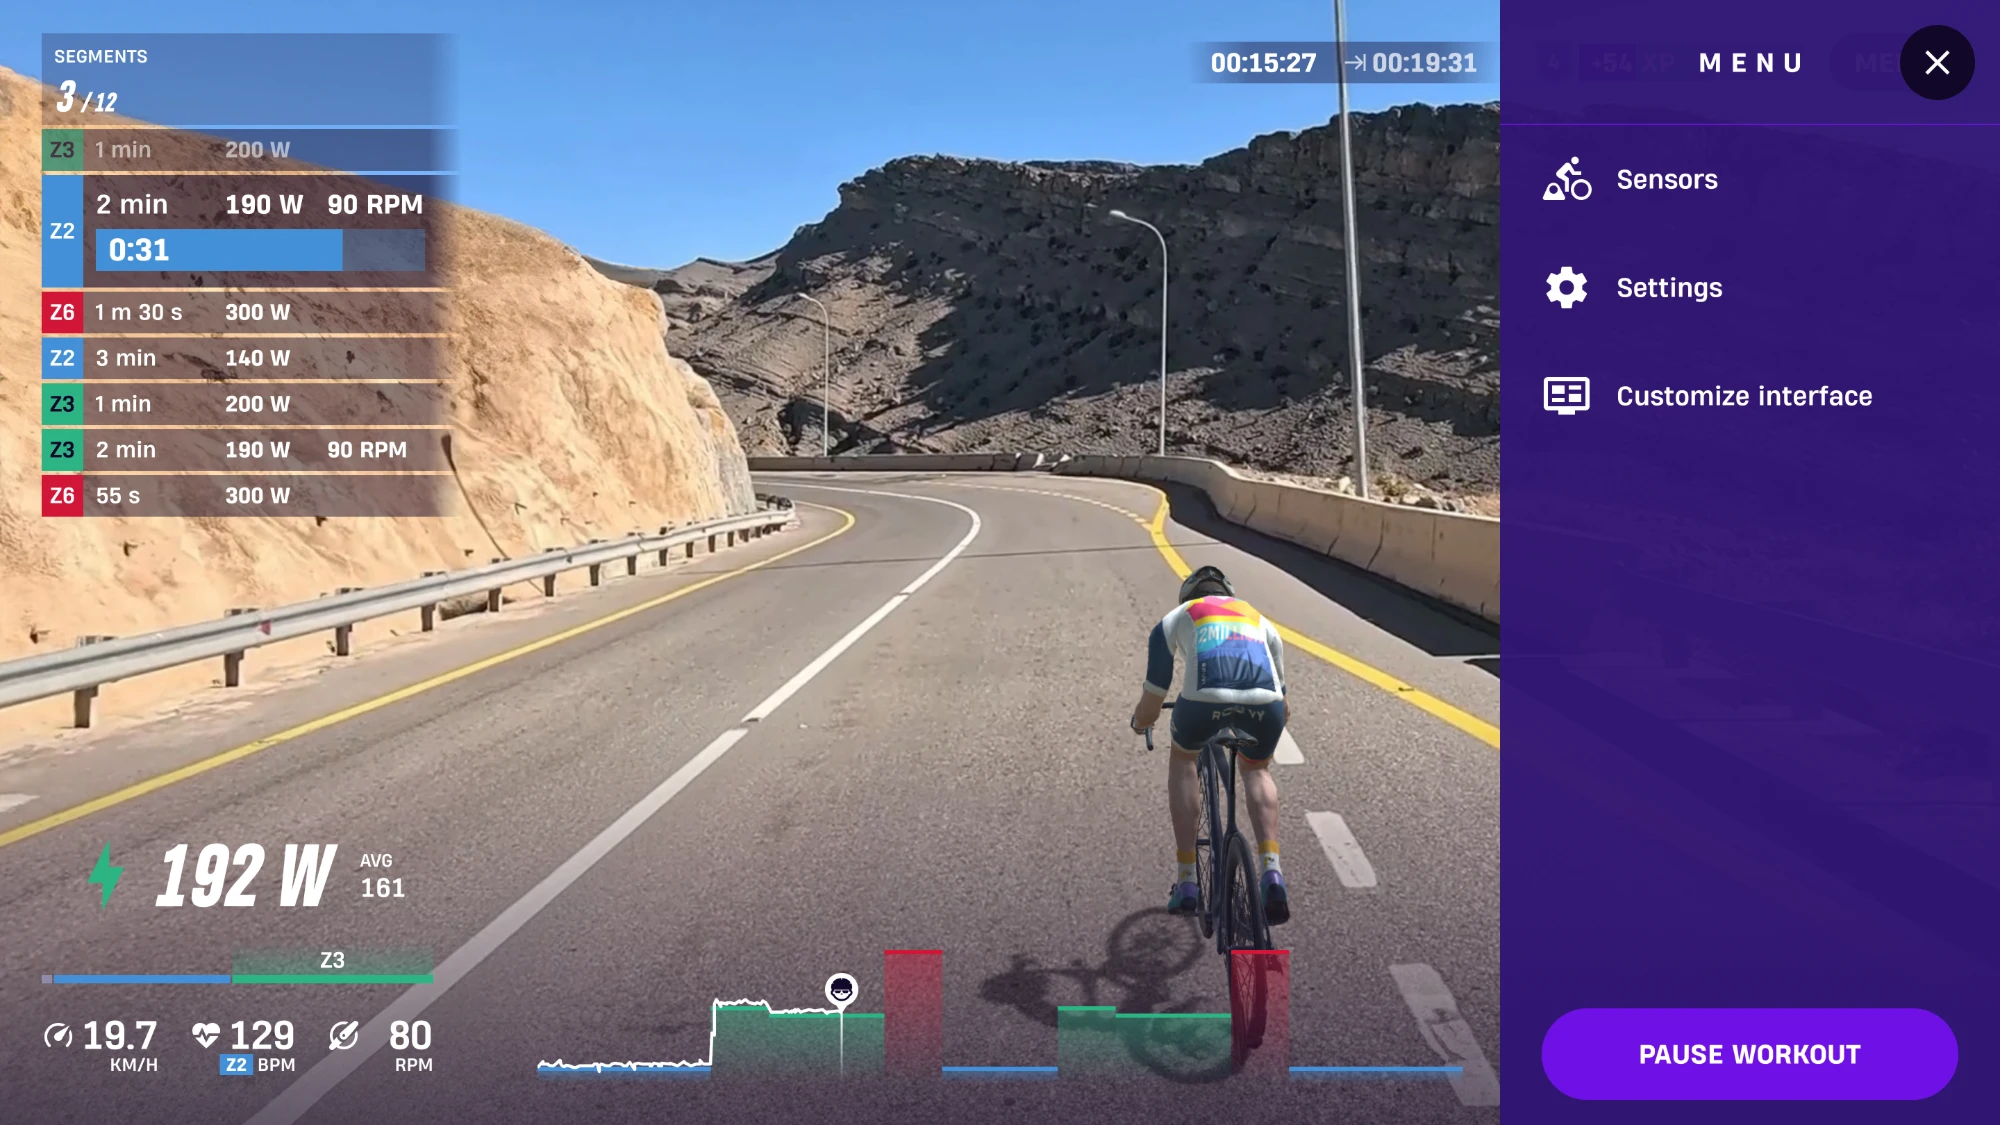 SEGMENTS
3 / 12
Z3 1 min 200 W
Z2 2 min 190 W 90 RPM
0:31
Z6 1 m 30 s 300 W
Z2 3 min 140 W
Z3 1 min 200 W
Z3 2 min 190 W 90 RPM
Z6 55 s 300 W
00:15:27 00:19:31
4 +54 XP
MENU
Sensors
Settings
Customize interface
PAUSE WORKOUT
192 W
AVG
161
Z3
19.7
KM/H
129
Z2 BPM
80
RPM